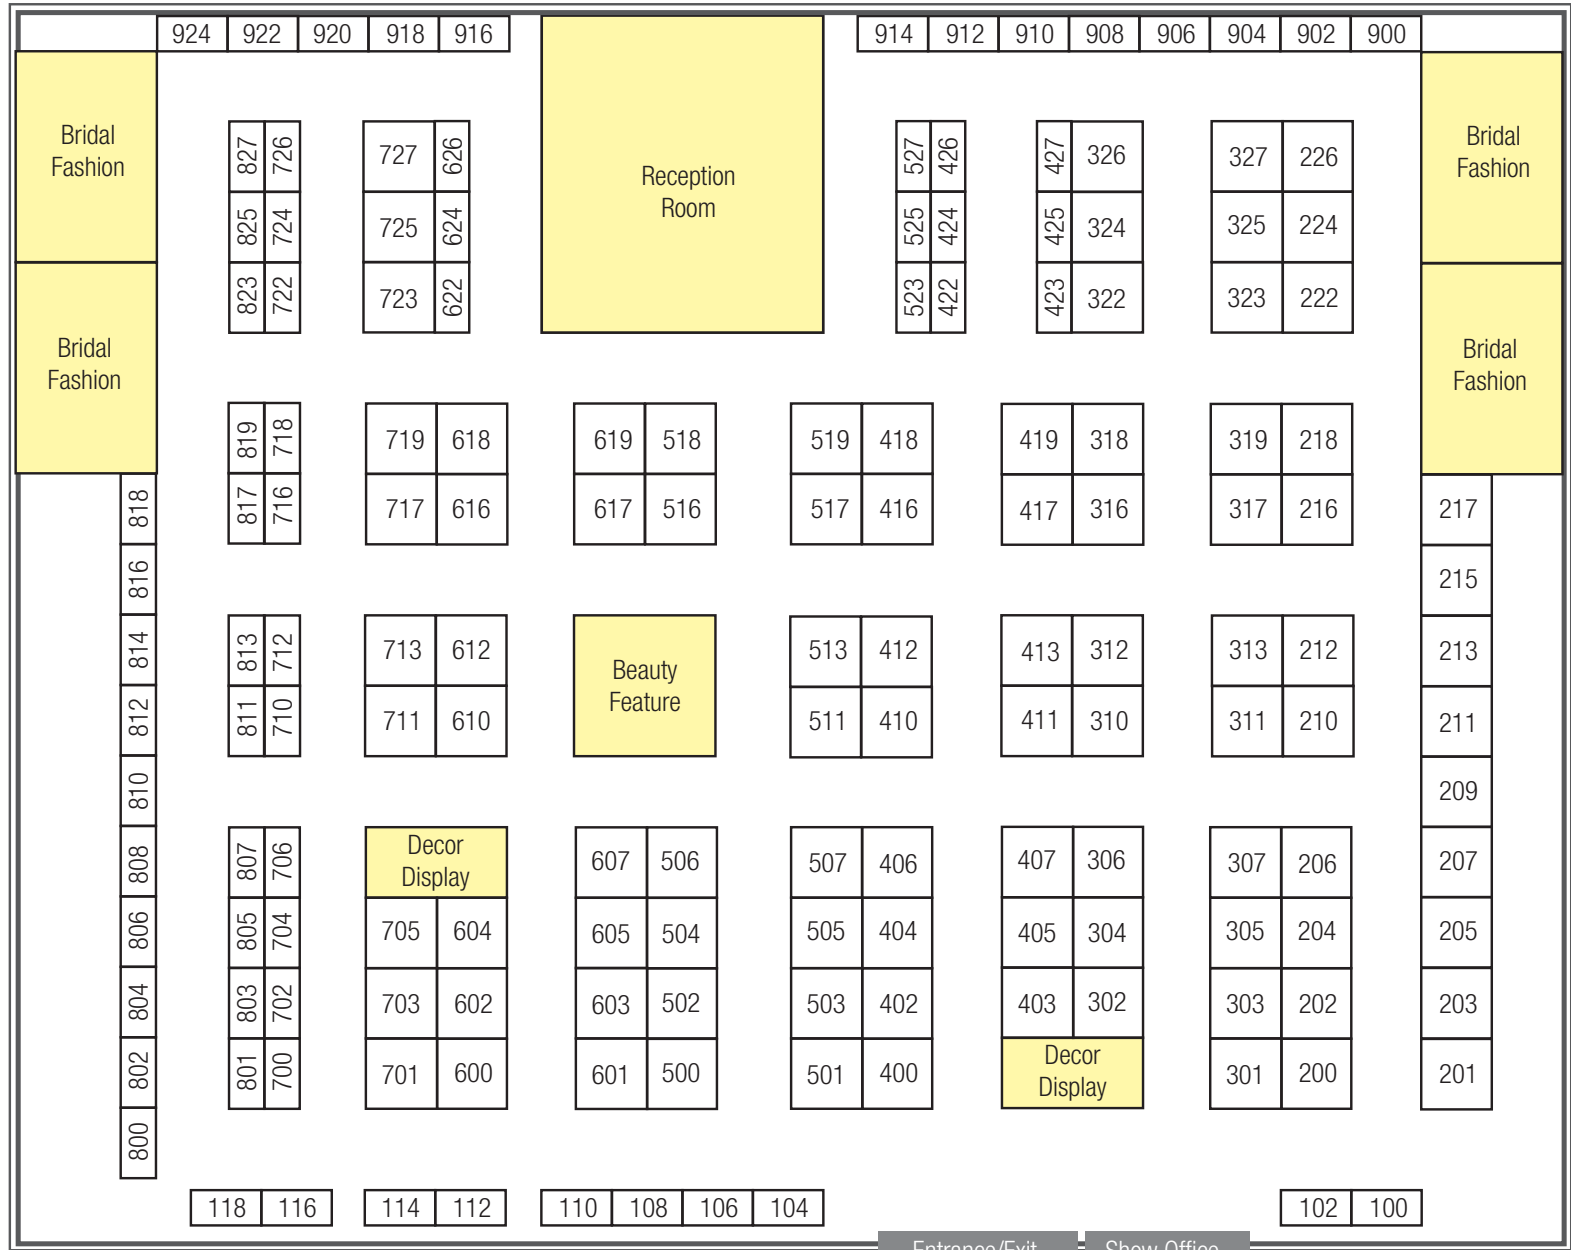 924 922 920 918 916 914 912 910 908 906 904 902 900
Bridal
Fashion
827 726 727 626
Reception
Room
527 426 427 326 327 226
Bridal
Fashion
825 724 725 624 525 424 425 324 325 224
823 722 723 622 523 422 423 322 323 222
Bridal
Fashion
Bridal
Fashion
819 718 719 618 619 518 519 418 419 318 319 218
818 817 716 717 616 617 516 517 416 417 316 317 216 217
816 215
814 813 712 713 612
Beauty
Feature
513 412 413 312 313 212 213
812 811 710 711 610 511 410 411 310 311 210 211
810 209
808 807 706
Decor
Display
607 506 507 406 407 306 307 206 207
806 805 704 705 604 605 504 505 404 405 304 305 204 205
804 803 702 703 602 603 502 503 402 403 302 303 202 203
802 801 700 701 600 601 500 501 400
Decor
Display
301 200 201
800
118 116 114 112 110 108 106 104 102 100
Entrance/Exit Show Office